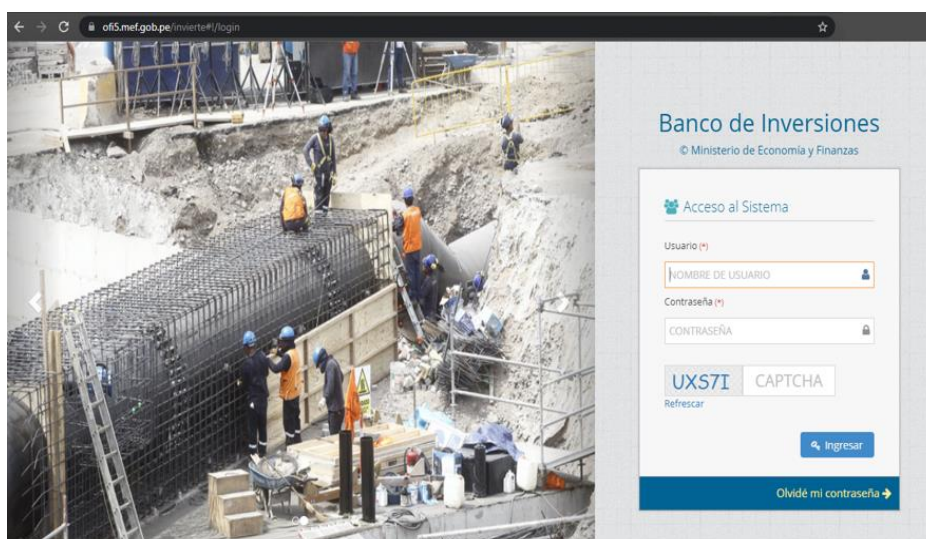 ofi5.mef.gob.pe/invierte#!/login
Banco de Inversiones
© Ministerio de Economía y Finanzas
Acceso al Sistema
Usuario (*)
NOMBRE DE USUARIO
Contraseña (*)
CONTRASEÑA
UXS7I CAPTCHA
Refrescar
Ingresar
Olvidé mi contraseña